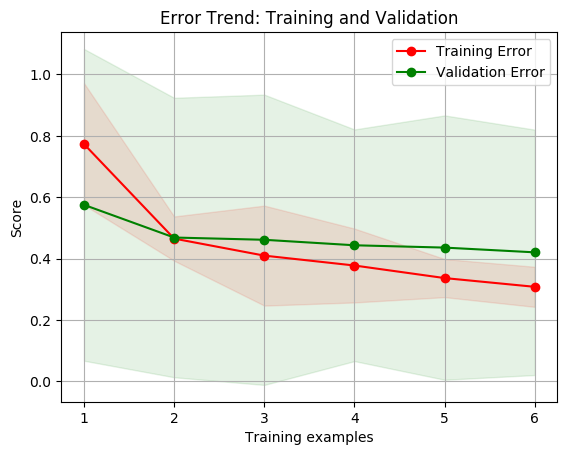 Error Trend: Training and Validation
Training Error
Validation Error
Score
1.0
0.8
0.6
0.4
0.2
0.0
1 2 3 4 5 6
Training examples